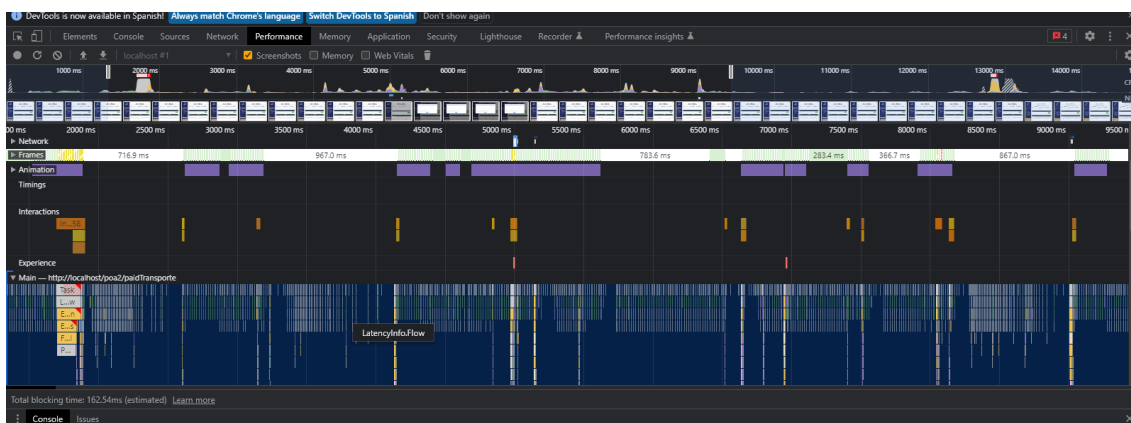 DevTools is now available in Spanish! Always match Chrome's language Switch DevTools to Spanish Don't show again
Elements Console Sources Network Performance Memory Application Security Lighthouse Recorder Performance insights 4
localhost #1 Screenshots Memory Web Vitals
1000 ms 2000 ms 3000 ms 4000 ms 5000 ms 6000 ms 7000 ms 8000 ms 9000 ms 10000 ms 11000 ms 12000 ms 13000 ms 14000 ms
00 ms 2000 ms 2500 ms 3000 ms 3500 ms 4000 ms 4500 ms 5000 ms 5500 ms 6000 ms 6500 ms 7000 ms 7500 ms 8000 ms 8500 ms 9000 ms 9500 n
Network
Frames 716.9 ms 967.0 ms 783.6 ms 283.4 ms 366.7 ms 867.0 ms
Animation
Timings
Interactions
Experience
Main — http://localhost/poa2/paidTransporte
Task
L...w
E...n
E...s
F...l
P...
LatencyInfo.Flow
Total blocking time: 162.54ms (estimated) Learn more
Console Issues